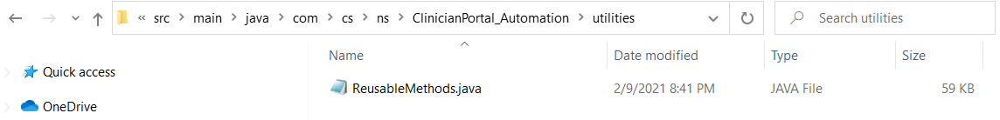 « src › main › java › com › cs › ns › ClinicianPortal_Automation › utilities
Search utilities
Name Date modified Type Size
Quick access
ReusableMethods.java 2/9/2021 8:41 PM JAVA File 59 KB
OneDrive